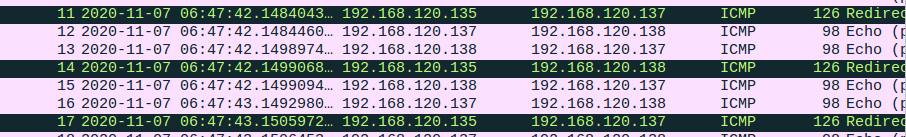 11 2020-11-07 06:47:42.1484043… 192.168.120.135 192.168.120.137 ICMP 126 Redirec
12 2020-11-07 06:47:42.1484460… 192.168.120.137 192.168.120.138 ICMP 98 Echo (p
13 2020-11-07 06:47:42.1498974… 192.168.120.138 192.168.120.137 ICMP 98 Echo (p
14 2020-11-07 06:47:42.1499068… 192.168.120.135 192.168.120.138 ICMP 126 Redirec
15 2020-11-07 06:47:42.1499094… 192.168.120.138 192.168.120.137 ICMP 98 Echo (p
16 2020-11-07 06:47:43.1492980… 192.168.120.137 192.168.120.138 ICMP 98 Echo (p
17 2020-11-07 06:47:43.1505972… 192.168.120.135 192.168.120.137 ICMP 126 Redirec